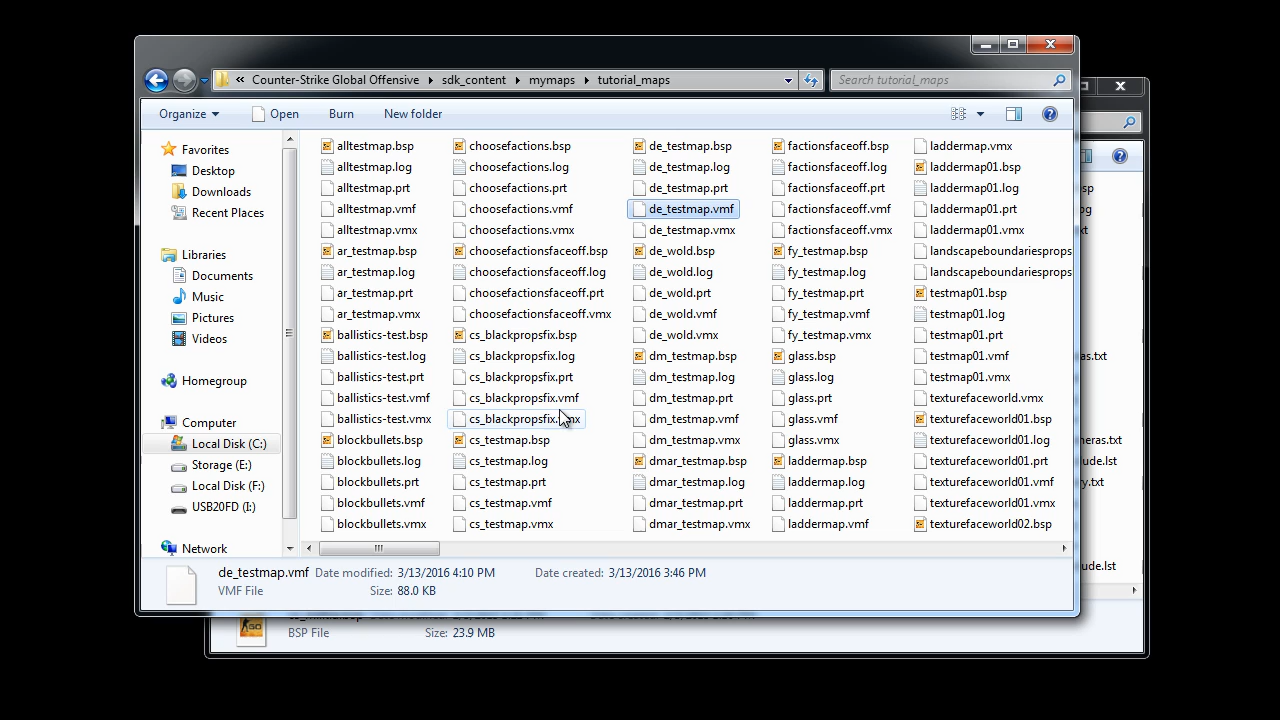 « Counter-Strike Global Offensive sdk_content mymaps tutorial_maps Search tutorial_maps
Organize Open Burn New folder
Favorites
Desktop
Downloads
Recent Places
Libraries
Documents
Music
Pictures
Videos
Homegroup
Computer
Local Disk (C:)
Storage (E:)
Local Disk (F:)
USB20FD (I:)
Network
alltestmap.bsp
alltestmap.log
alltestmap.prt
alltestmap.vmf
alltestmap.vmx
ar_testmap.bsp
ar_testmap.log
ar_testmap.prt
ar_testmap.vmx
ballistics-test.bsp
ballistics-test.log
ballistics-test.prt
ballistics-test.vmf
ballistics-test.vmx
blockbullets.bsp
blockbullets.log
blockbullets.prt
blockbullets.vmf
blockbullets.vmx
choosefactions.bsp
choosefactions.log
choosefactions.prt
choosefactions.vmf
choosefactions.vmx
choosefactionsfaceoff.bsp
choosefactionsfaceoff.log
choosefactionsfaceoff.prt
choosefactionsfaceoff.vmx
cs_blackpropsfix.bsp
cs_blackpropsfix.log
cs_blackpropsfix.prt
cs_blackpropsfix.vmf
cs_blackpropsfix.vmx
cs_testmap.bsp
cs_testmap.log
cs_testmap.prt
cs_testmap.vmf
cs_testmap.vmx
de_testmap.bsp
de_testmap.log
de_testmap.prt
de_testmap.vmf
de_testmap.vmx
de_wold.bsp
de_wold.log
de_wold.prt
de_wold.vmf
de_wold.vmx
dm_testmap.bsp
dm_testmap.log
dm_testmap.prt
dm_testmap.vmf
dm_testmap.vmx
dmar_testmap.bsp
dmar_testmap.log
dmar_testmap.prt
dmar_testmap.vmx
factionsfaceoff.bsp
factionsfaceoff.log
factionsfaceoff.prt
factionsfaceoff.vmf
factionsfaceoff.vmx
fy_testmap.bsp
fy_testmap.log
fy_testmap.prt
fy_testmap.vmf
fy_testmap.vmx
glass.bsp
glass.log
glass.prt
glass.vmf
glass.vmx
laddermap.bsp
laddermap.log
laddermap.prt
laddermap.vmf
laddermap.vmx
laddermap01.bsp
laddermap01.log
laddermap01.prt
laddermap01.vmx
landscapeboundariesprops
landscapeboundariesprops
testmap01.bsp
testmap01.log
testmap01.prt
testmap01.vmf
testmap01.vmx
textureface​world.vmx
texturefaceworld01.bsp
texturefaceworld01.log
texturefaceworld01.prt
texturefaceworld01.vmf
texturefaceworld01.vmx
texturefaceworld02.bsp
de_testmap.vmf Date modified: 3/13/2016 4:10 PM Date created: 3/13/2016 3:46 PM
VMF File Size: 88.0 KB
BSP File Size: 23.9 MB